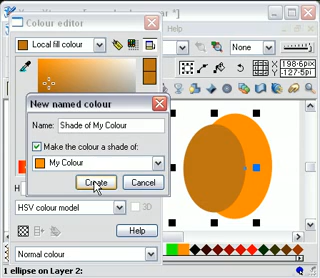 Colour editor
*]
Local fill colour
Help
None
198-6pix
-127-5pi
New named colour
Name: Shade of My Colour
Make the colour a shade of:
My Colour
Create
Cancel
HSV colour model
3D
Help
Normal colour
1 ellipse on Layer 2: